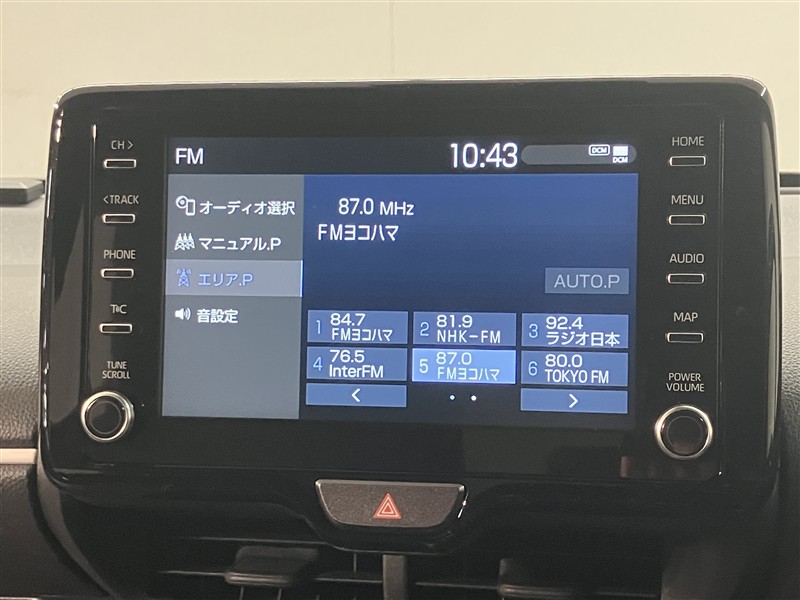 CH >
< TRACK
PHONE
T&C
TUNE
SCROLL
FM
10:43
DCM
DCM
オーディオ選択
マニュアル.P
エリア.P
音設定
87.0 MHz
FMヨコハマ
AUTO.P
1 84.7 FMヨコハマ
2 81.9 NHK-FM
3 92.4 ラジオ日本
4 76.5 InterFM
5 87.0 FMヨコハマ
6 80.0 TOKYO FM
<
>
HOME
MENU
AUDIO
MAP
POWER
VOLUME